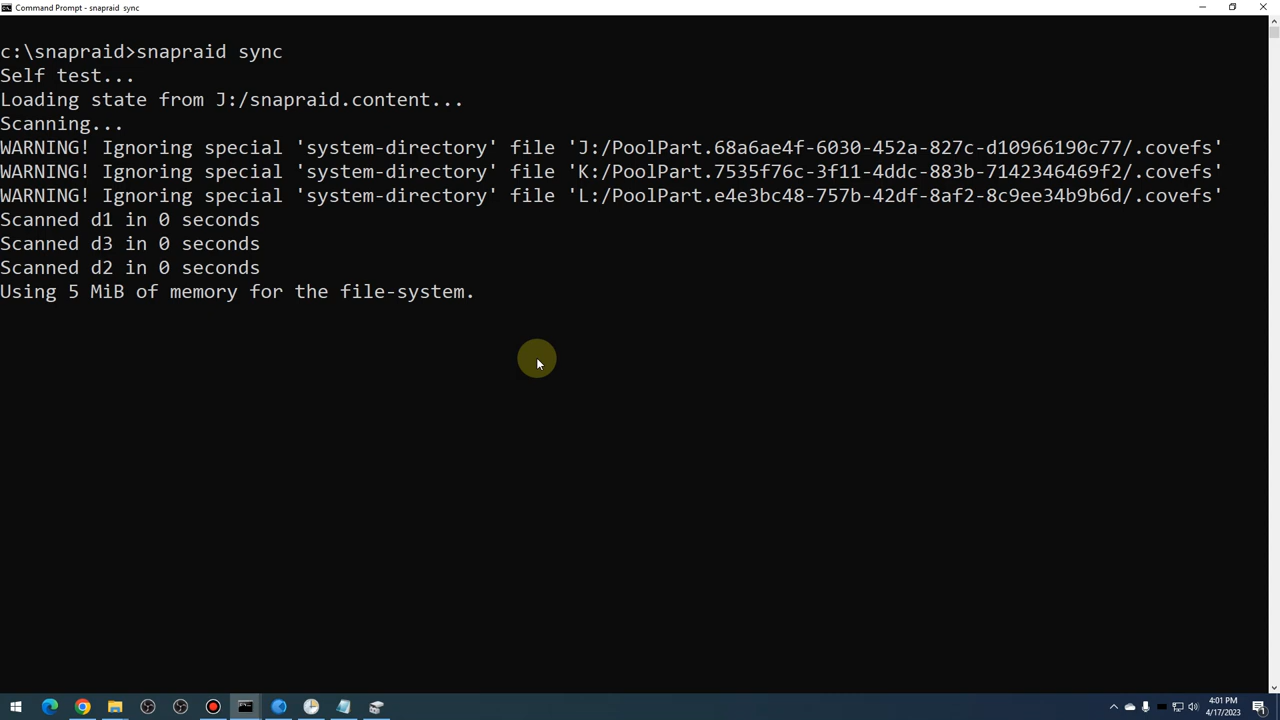 Command Prompt - snapraid sync
c:\snapraid>snapraid sync
Self test...
Loading state from J:/snapraid.content...
Scanning...
WARNING! Ignoring special 'system-directory' file 'J:/PoolPart.68a6ae4f-6030-452a-827c-d10966190c77/.covefs'
WARNING! Ignoring special 'system-directory' file 'K:/PoolPart.7535f76c-3f11-4ddc-883b-7142346469f2/.covefs'
WARNING! Ignoring special 'system-directory' file 'L:/PoolPart.e4e3bc48-757b-42df-8af2-8c9ee34b9b6d/.covefs'
Scanned d1 in 0 seconds
Scanned d3 in 0 seconds
Scanned d2 in 0 seconds
Using 5 MiB of memory for the file-system.
4:01 PM
4/17/2023
1